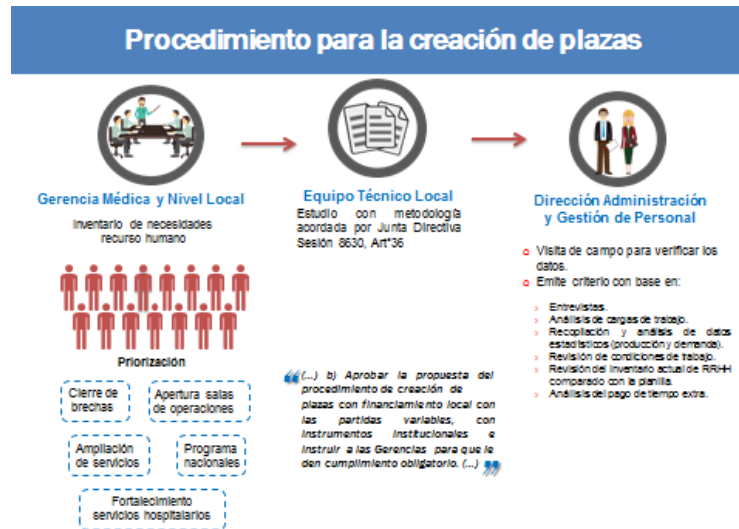 Procedimiento para la creación de plazas
Gerencia Médica y Nivel Local
Inventario de necesidades
recurso humano
Priorización
Cierre de
brechas
Apertura salas
de operaciones
Ampliación
de servicios
Programa
nacionales
Fortalecimiento
servicios hospitalarios
Equipo Técnico Local
Estudio con metodología
acordada por Junta Directiva
Sesión 8630, Art°36
“(...) b) Aprobar la propuesta del
procedimiento de creación de
plazas con financiamiento local con
las partidas variables, con
instrumentos institucionales e
instruir a las Gerencias para que le
den cumplimiento obligatorio. (...) ”
Dirección Administración
y Gestión de Personal
Visita de campo para verificar los
datos.
Emite criterio con base en:
Entrevistas.
Análisis de cargas de trabajo.
Recopilación y análisis de datos
estadísticos (producción y demanda).
Revisión de condiciones de trabajo.
Revisión del inventario actual de RRHH
comparado con la planilla.
Análisis del pago de tiempo extra.